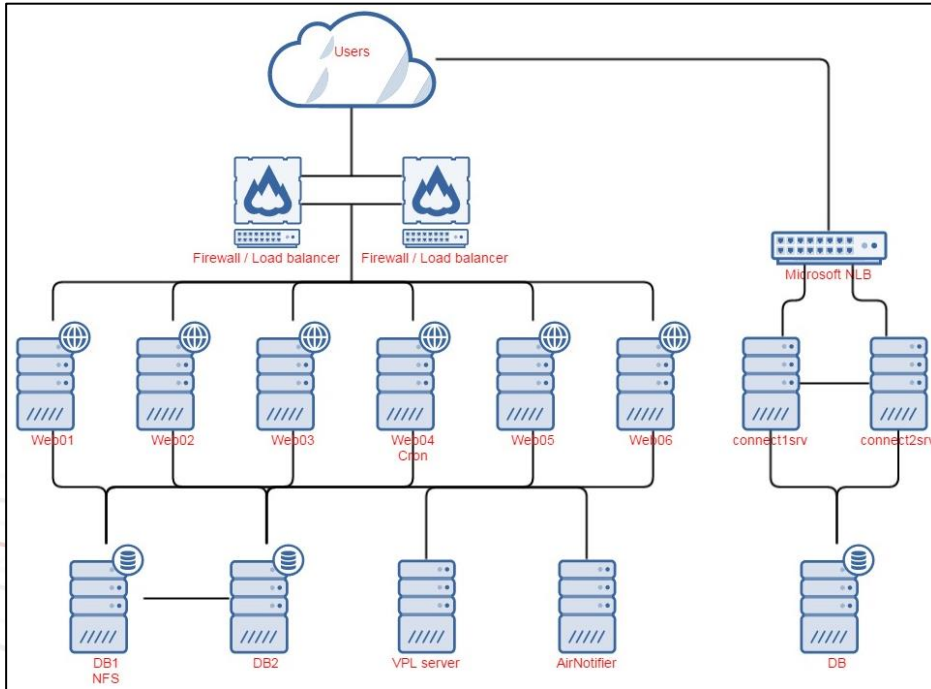 Users
Firewall / Load balancer
Firewall / Load balancer
Microsoft NLB
Web01
Web02
Web03
Web04
Cron
Web05
Web06
connect1srv
connect2srv
DB1
NFS
DB2
VPL server
AirNotifier
DB